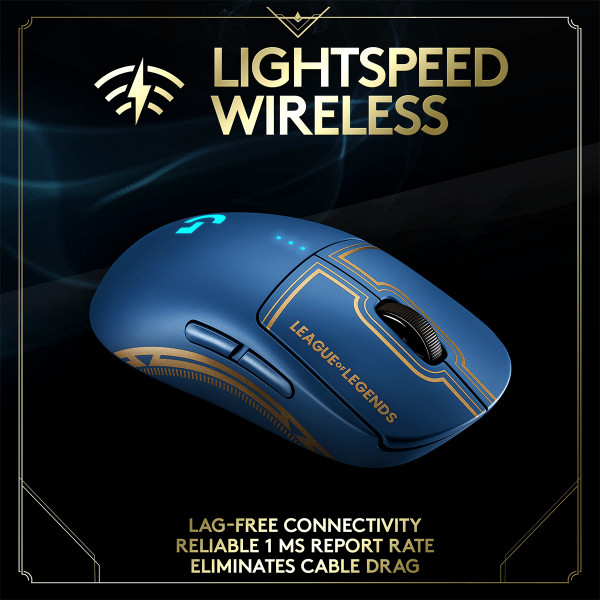 LIGHTSPEED
WIRELESS
LEAGUE OF LEGENDS
LAG-FREE CONNECTIVITY
RELIABLE 1 MS REPORT RATE
ELIMINATES CABLE DRAG